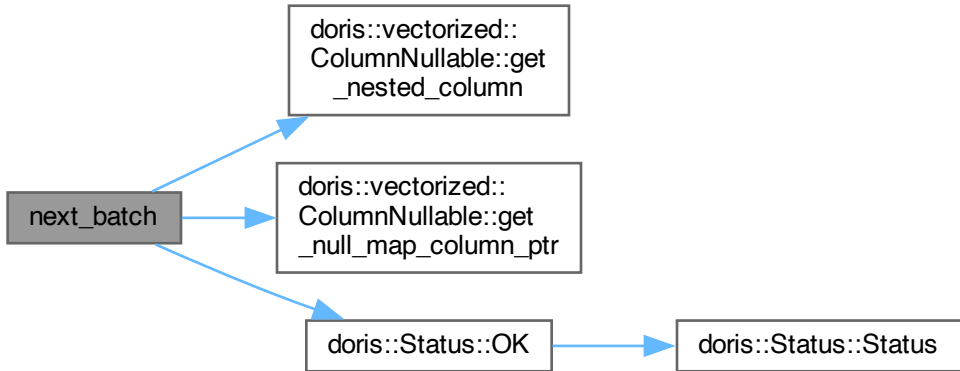 doris::vectorized::
ColumnNullable::get
_nested_column
next_batch
doris::vectorized::
ColumnNullable::get
_null_map_column_ptr
doris::Status::OK
doris::Status::Status